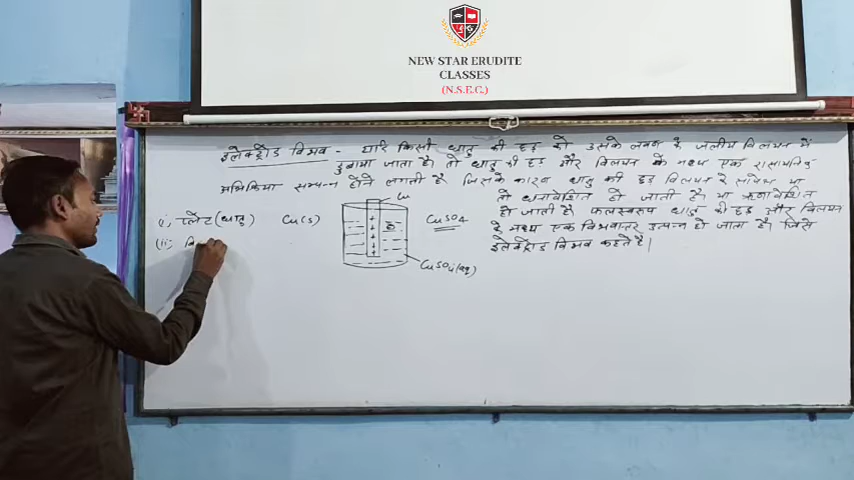 NEW STAR ERUDITE
CLASSES
(N.S.E.C.)
इलेक्ट्रोड विभव - यदि किसी धातु की छड़ को उसके लवण के जलीय विलयन में
डुबाया जाता है। तो धातु की छड़ और विलयन के मध्य एक रासायनिक
अभिक्रिया सम्पन्न होने लगती है जिसके कारण धातु की छड़ विलयन के सापेक्ष या
तो धनावेशित हो जाती है, या ऋणावेशित
हो जाती है। फलस्वरूप धातु की छड़ और विलयन
के मध्य एक विभवान्तर उत्पन्न हो जाता है। जिसे
इलेक्ट्रोड विभव कहते है।
(i) प्लेट (धातु) Cu(s)
(ii) वि
Cu
CuSO4
CuSO4(aq)